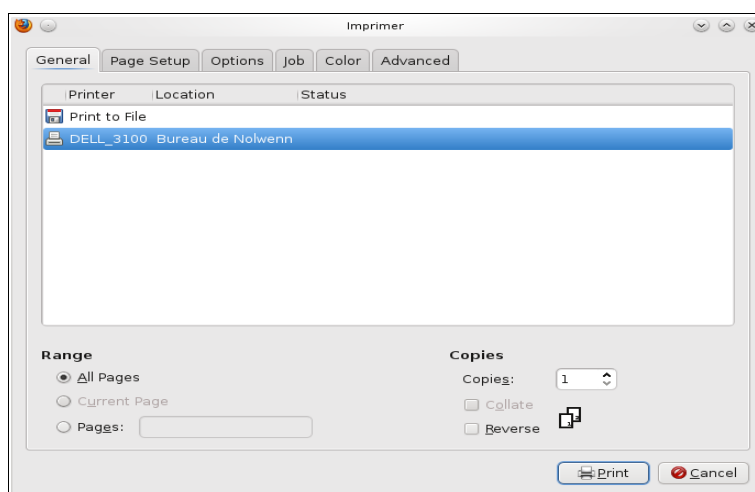 Imprimer
General Page Setup Options Job Color Advanced
Printer Location Status
Print to File
DELL_3100 Bureau de Nolwenn
Range Copies
All Pages Copies: 1
Current Page Collate
Pages: Reverse
Print Cancel